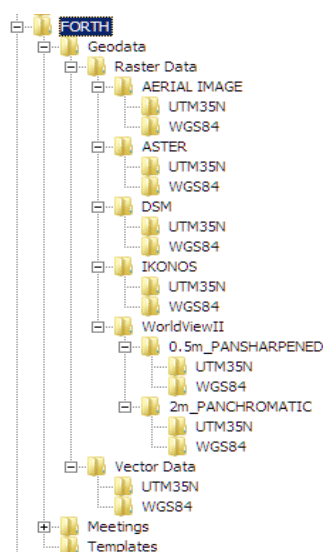 FORTH
Geodata
Raster Data
AERIAL IMAGE
UTM35N
WGS84
ASTER
UTM35N
WGS84
DSM
UTM35N
WGS84
IKONOS
UTM35N
WGS84
WorldViewII
0.5m_PANSHARPENED
UTM35N
WGS84
2m_PANCHROMATIC
UTM35N
WGS84
Vector Data
UTM35N
WGS84
Meetings
Templates